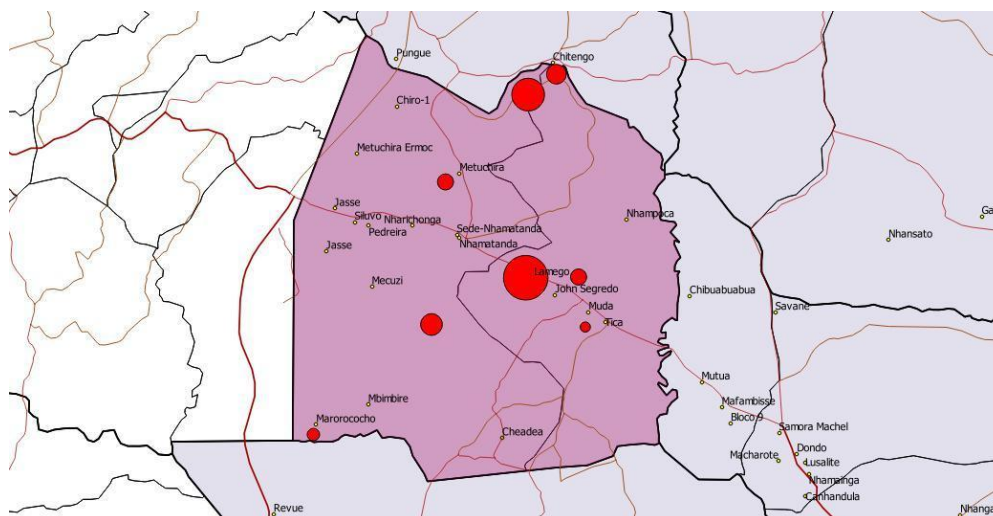 Pungue
Chitengo
Chiro-1
Metuchira Ermoc
Metuchira
Jasse
Siluvo
Nharichonga
Pedreira
Sede-Nhamatanda
Nhamatanda
Nhampoca
Ga
Nhansato
Jasse
Mecuzi
Lamego
John Segredo
Chibuabuabua
Muda
Tica
Savane
Mutua
Mbimbire
Mafambisse
Bloco 9
Marorococho
Cheadea
Samora Machel
Macharote
Dondo
Lusalite
Nhamainga
Canhandula
Revue
Nhanga